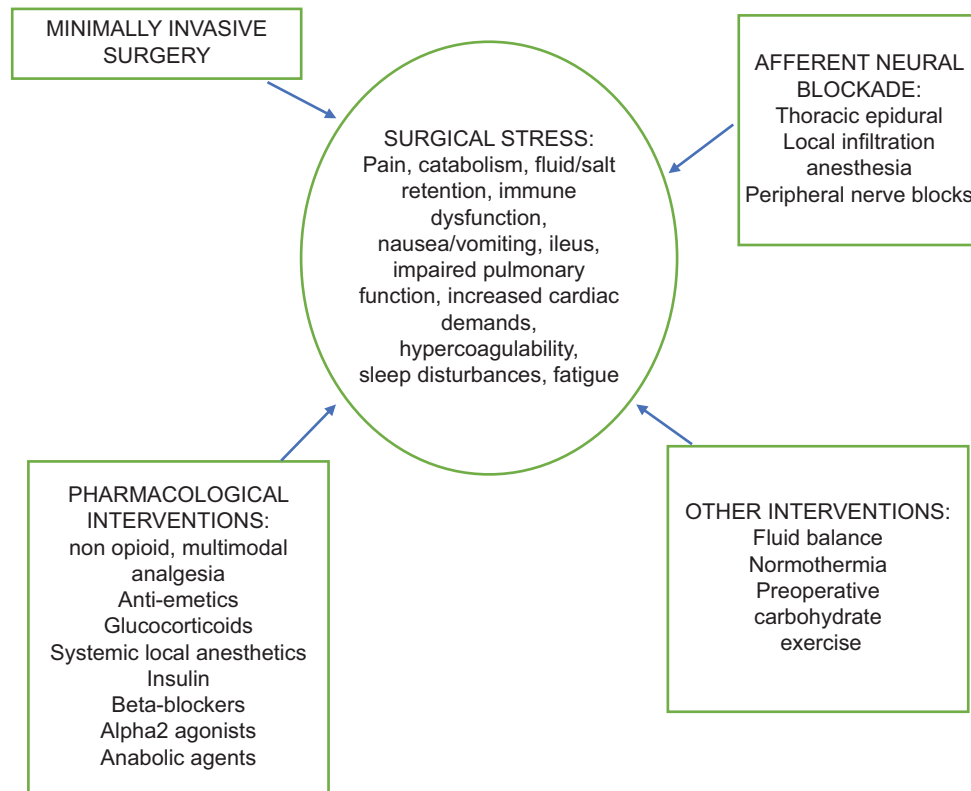 MINIMALLY INVASIVE
SURGERY
AFFERENT NEURAL
BLOCKADE:
Thoracic epidural
Local infiltration
anesthesia
Peripheral nerve blocks
SURGICAL STRESS:
Pain, catabolism, fluid/salt
retention, immune
dysfunction,
nausea/vomiting, ileus,
impaired pulmonary
function, increased cardiac
demands,
hypercoagulability,
sleep disturbances, fatigue
PHARMACOLOGICAL
INTERVENTIONS:
non opioid, multimodal
analgesia
Anti-emetics
Glucocorticoids
Systemic local anesthetics
Insulin
Beta-blockers
Alpha2 agonists
Anabolic agents
OTHER INTERVENTIONS:
Fluid balance
Normothermia
Preoperative
carbohydrate
exercise